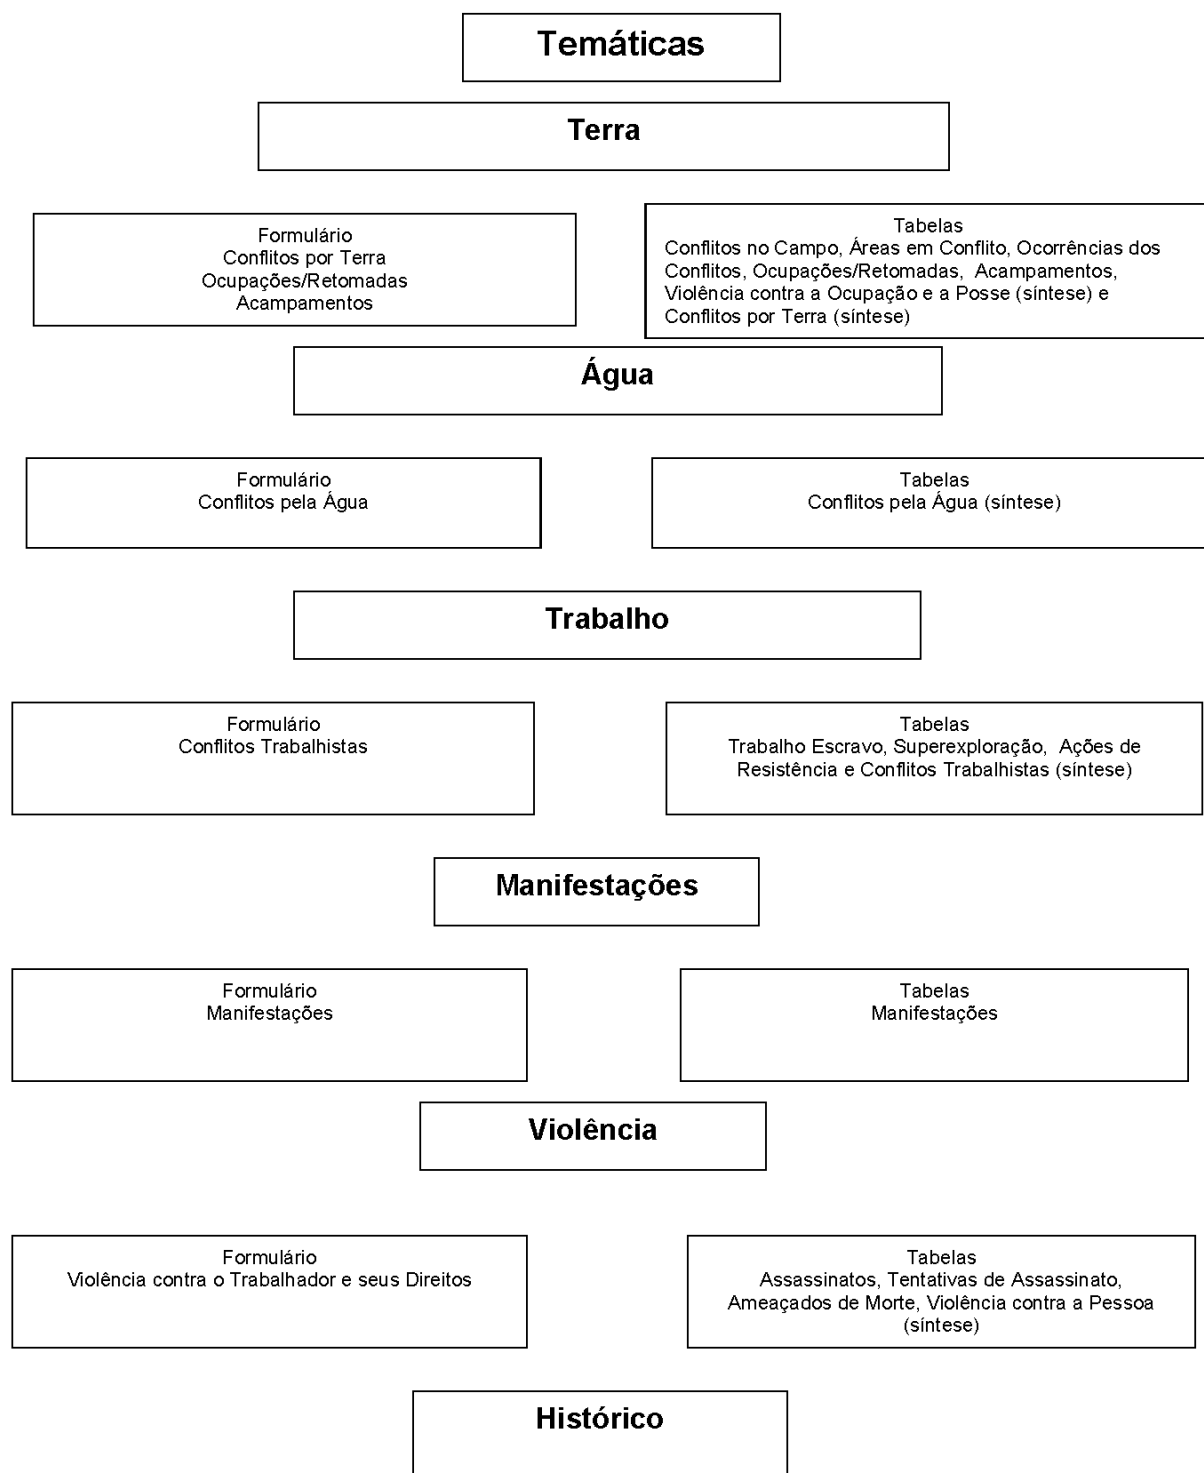 Temáticas
Terra
Formulário
Conflitos por Terra
Ocupações/Retomadas
Acampamentos
Tabelas
Conflitos no Campo, Áreas em Conflito, Ocorrências dos
Conflitos, Ocupações/Retomadas, Acampamentos,
Violência contra a Ocupação e a Posse (síntese) e
Conflitos por Terra (síntese)
Água
Formulário
Conflitos pela Água
Tabelas
Conflitos pela Água (síntese)
Trabalho
Formulário
Conflitos Trabalhistas
Tabelas
Trabalho Escravo, Superexploração, Ações de
Resistência e Conflitos Trabalhistas (síntese)
Manifestações
Formulário
Manifestações
Tabelas
Manifestações
Violência
Formulário
Violência contra o Trabalhador e seus Direitos
Tabelas
Assassinatos, Tentativas de Assassinato,
Ameaçados de Morte, Violência contra a Pessoa
(síntese)
Histórico